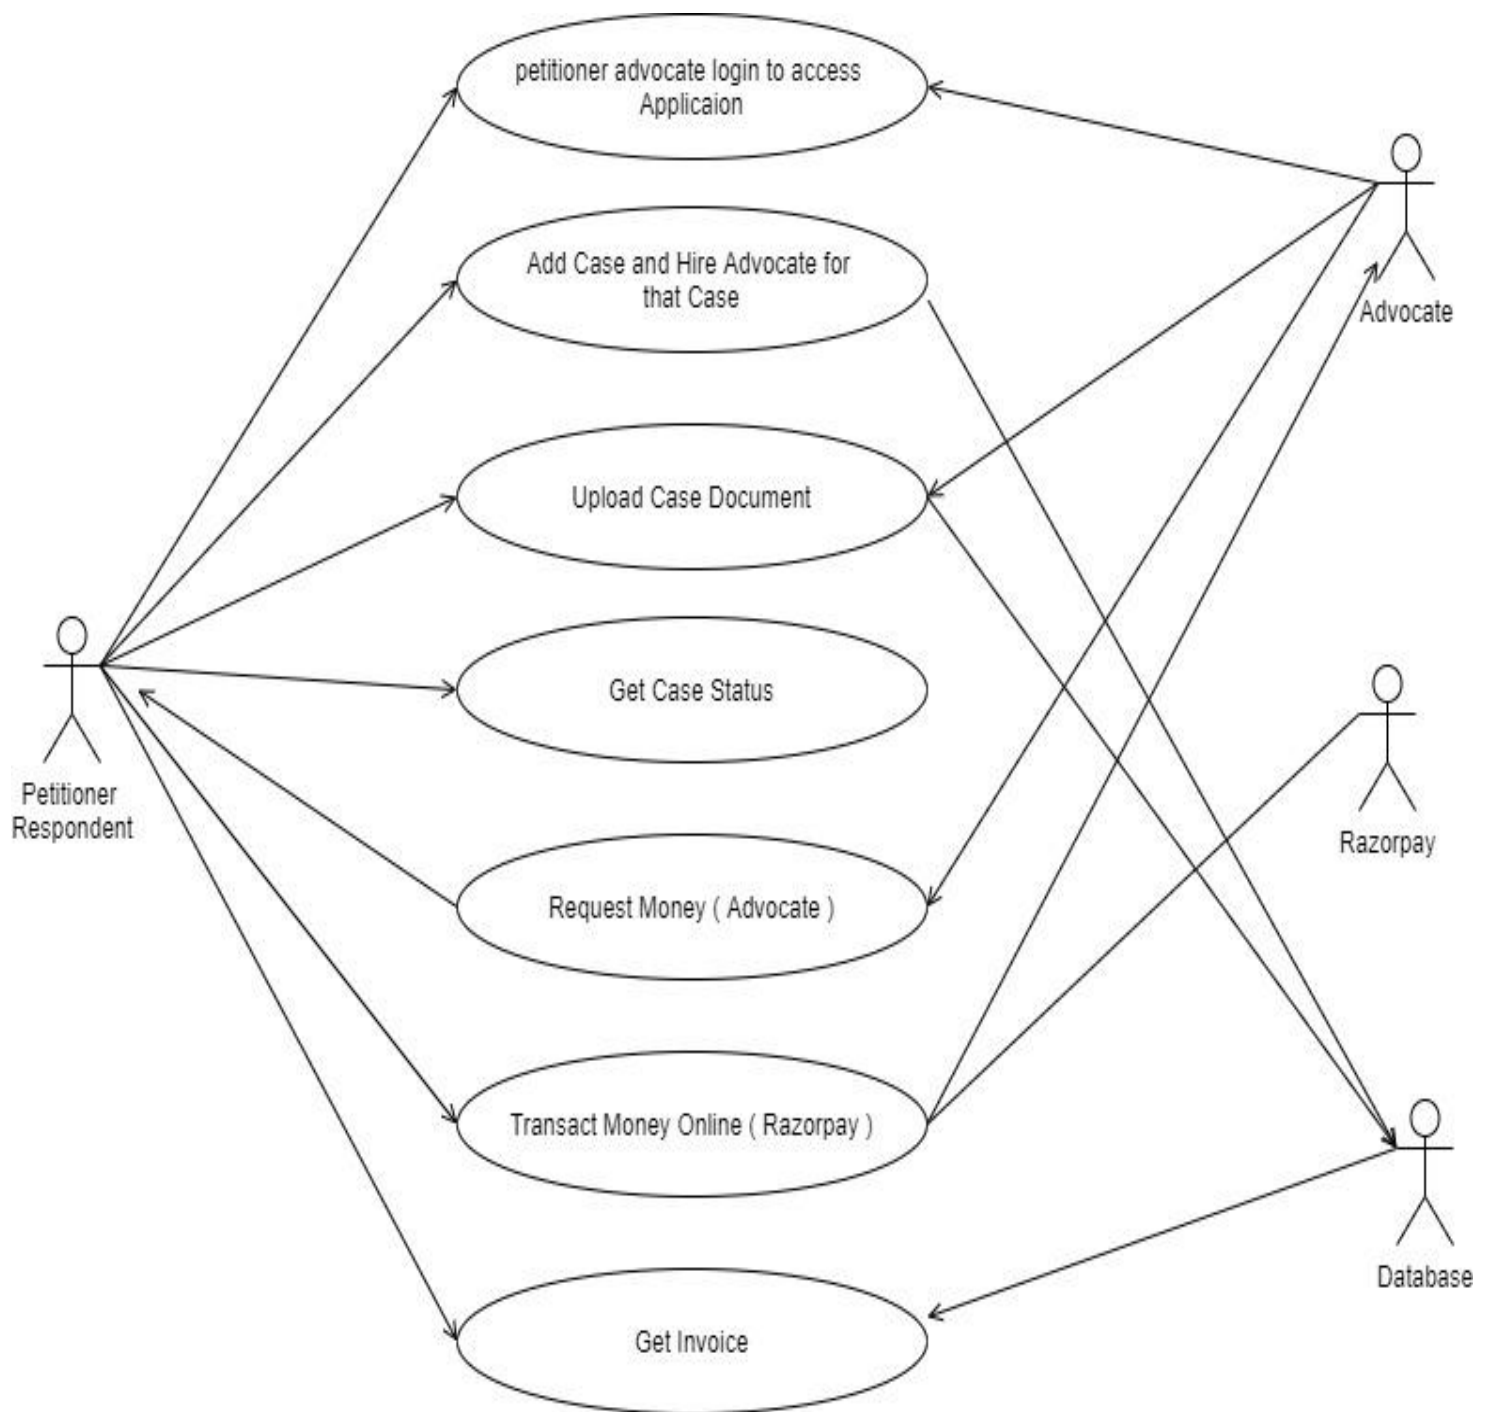 petitioner advocate login to access
Applicaion
Add Case and Hire Advocate for
that Case
Advocate
Upload Case Document
Get Case Status
Petitioner
Respondent
Razorpay
Request Money ( Advocate )
Transact Money Online ( Razorpay )
Database
Get Invoice